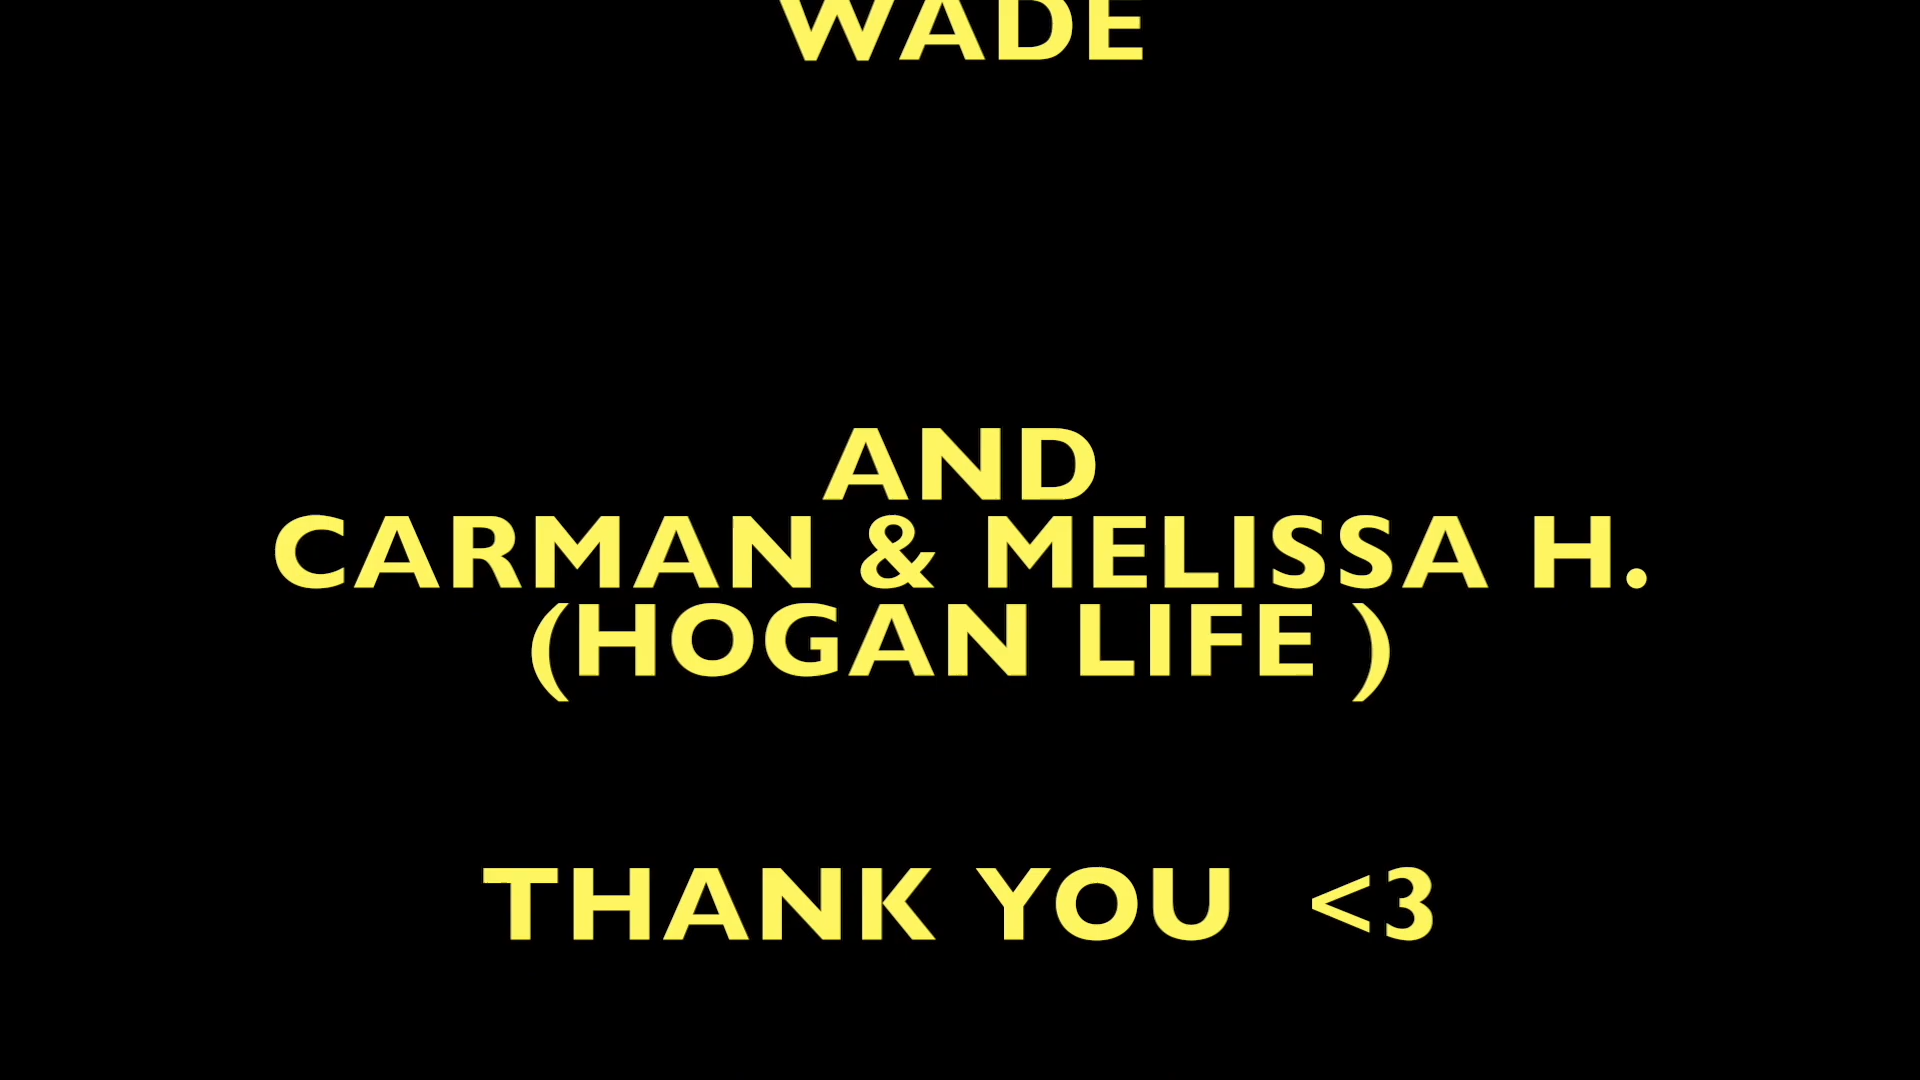 WADE
AND
CARMAN & MELISSA H.
(HOGAN LIFE )
THANK YOU  <3